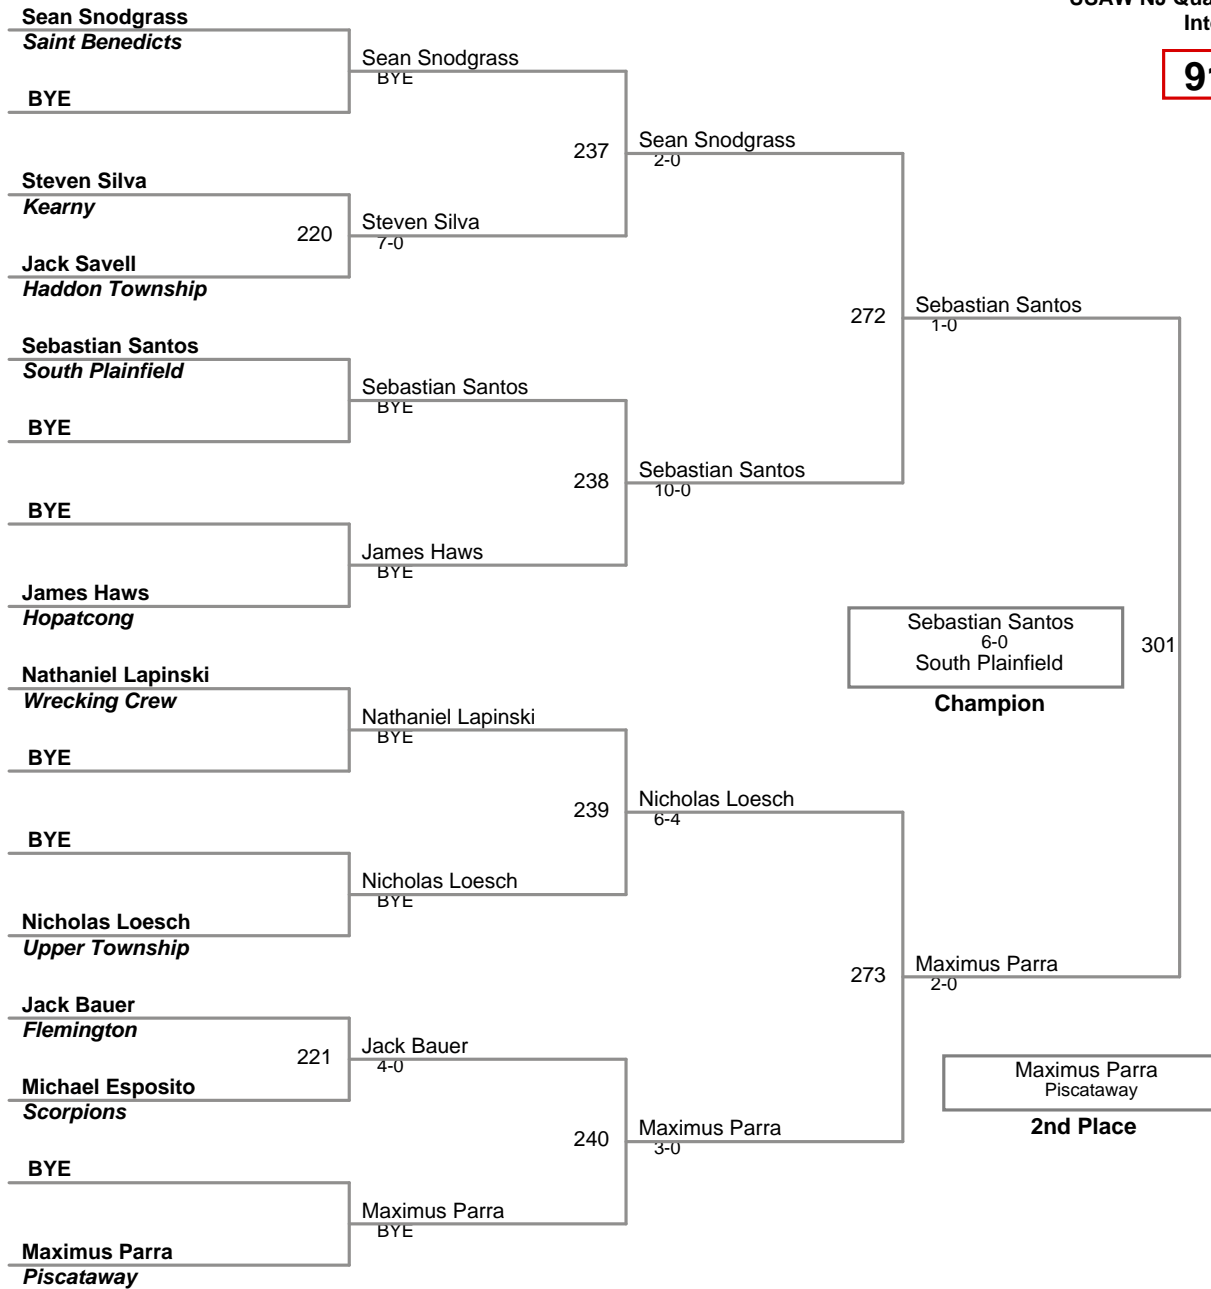 USAW NJ Qua
Int
91
Sean Snodgrass
Saint Benedicts
BYE
Steven Silva
Kearny
220
Jack Savell
Haddon Township
Sebastian Santos
South Plainfield
BYE
BYE
James Haws
Hopatcong
Nathaniel Lapinski
Wrecking Crew
BYE
BYE
Nicholas Loesch
Upper Township
Jack Bauer
Flemington
221
Michael Esposito
Scorpions
BYE
Maximus Parra
Piscataway
Sean Snodgrass
BYE
237
Steven Silva
7-0
Sebastian Santos
BYE
238
James Haws
BYE
Nathaniel Lapinski
BYE
239
Nicholas Loesch
BYE
Jack Bauer
4-0
240
Maximus Parra
BYE
Sean Snodgrass
2-0
272
Sebastian Santos
10-0
Nicholas Loesch
6-4
273
Maximus Parra
3-0
Sebastian Santos
1-0
301
Maximus Parra
2-0
Sebastian Santos
6-0
South Plainfield
Champion
Maximus Parra
Piscataway
2nd Place